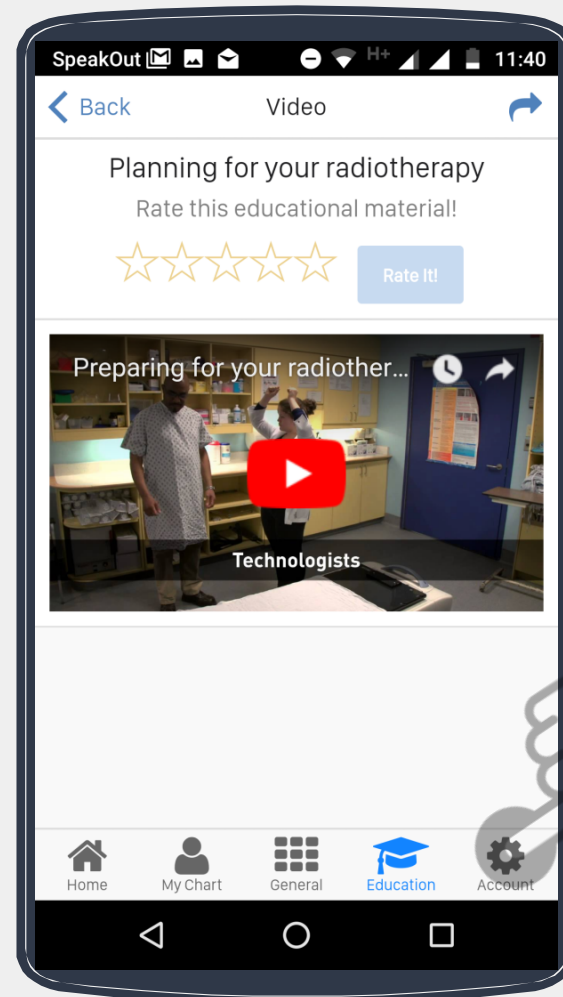 SpeakOut H+ 11:40
Back Video
Planning for your radiotherapy
Rate this educational material!
Rate It!
Preparing for your radiother...
Technologists
Home My Chart General Education Account